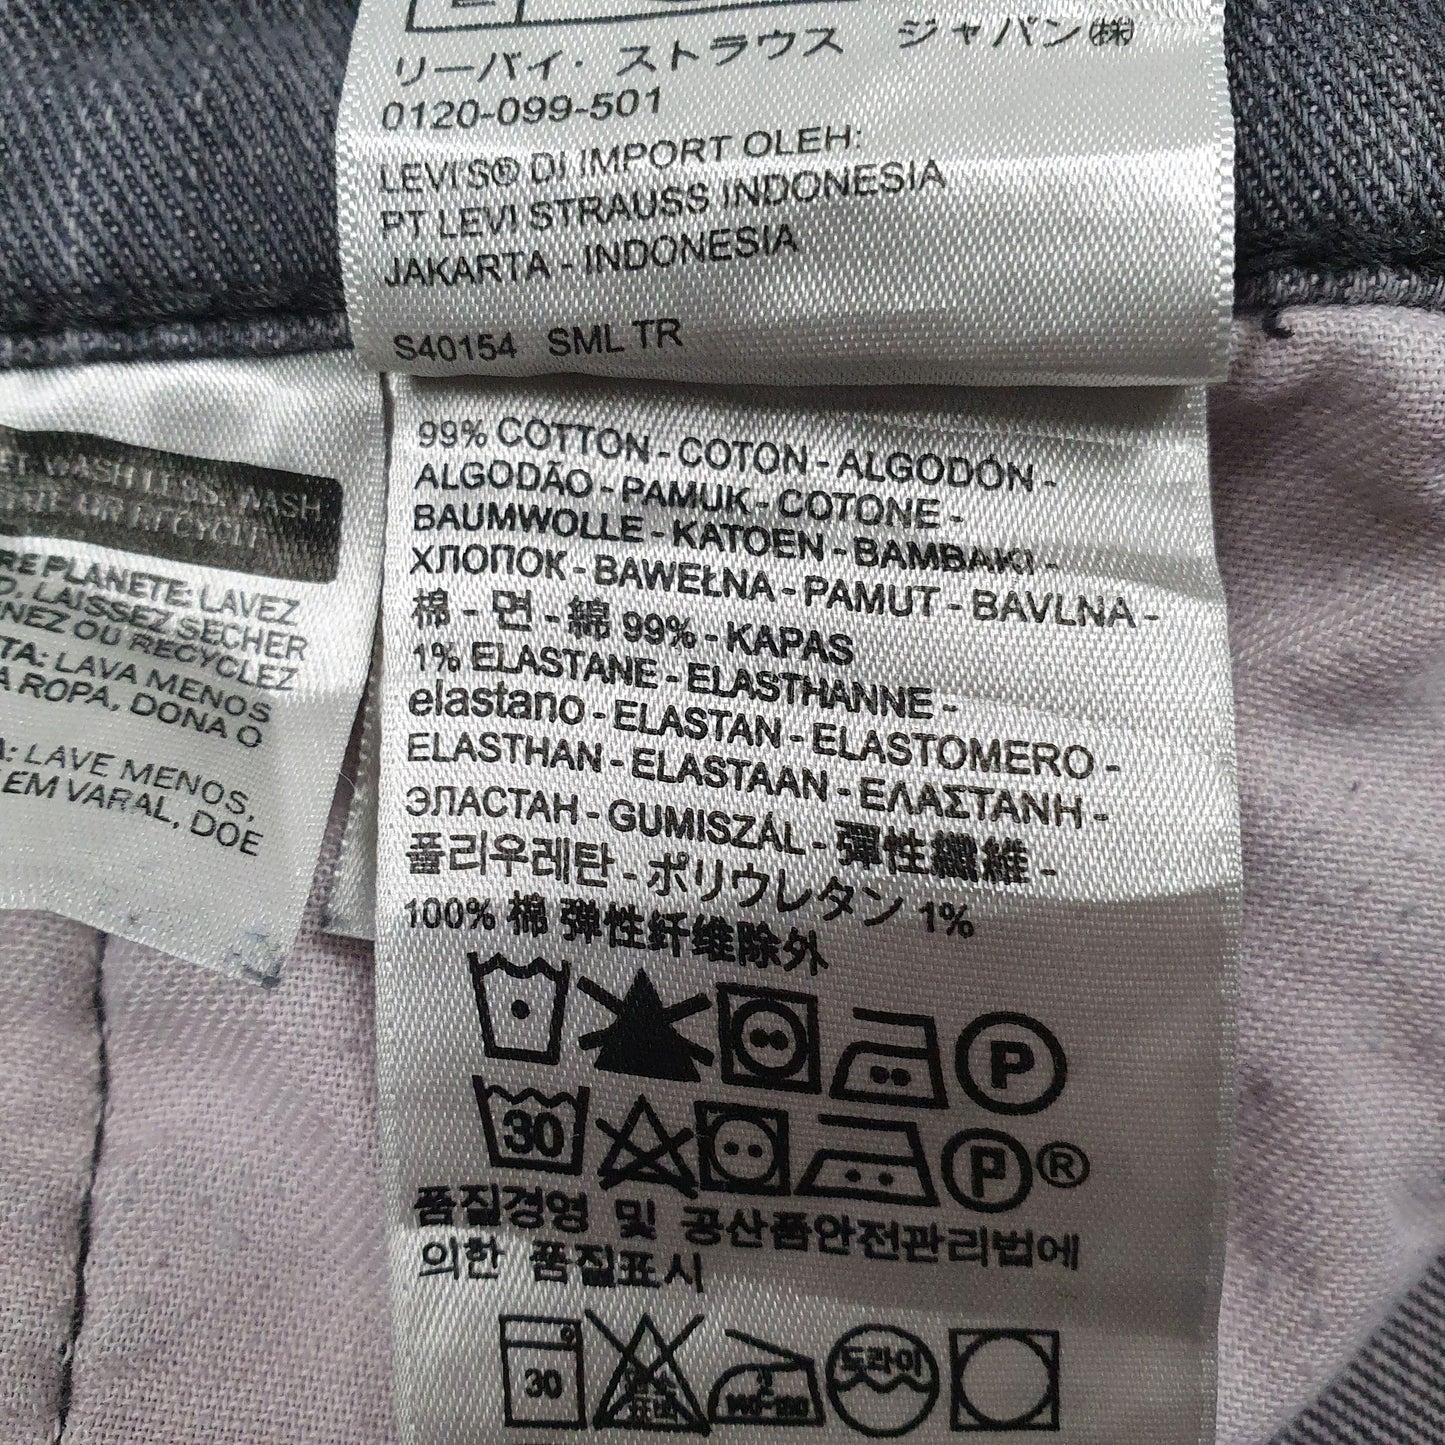 リーバイ・ストラウス ジャパン㈱
0120-099-501
LEVI'S® DI IMPORT OLEH:
PT LEVI STRAUSS INDONESIA
JAKARTA - INDONESIA
S40154 SML TR
WASH LESS, WASH
RECYCLE
PLANETE: LAVEZ
LAISSEZ SECHER
OU RECYCLEZ
LAVA MENOS
ROPA, DONA O
LAVE MENOS,
EM VARAL, DOE
99% COTTON - COTON - ALGODÓN -
ALGODÃO - PAMUK - COTONE -
BAUMWOLLE - KATOEN - BAMBAKI -
ХЛОПОК - BAWEŁNA - PAMUT - BAVLNA -
棉 - 면 - 綿 99% - KAPAS
1% ELASTANE - ELASTHANNE -
elastano - ELASTAN - ELASTOMERO -
ELASTHAN - ELASTAAN - ΕΛΑΣΤΑΝΗ -
ЭЛАСТАН - GUMISZÁL - 彈性纖維 -
폴리우레탄 - ポリウレタン 1%
100% 棉 弹性纤维除外
P
30 P ®
품질경영 및 공산품안전관리법에
의한 품질표시
30 도라이